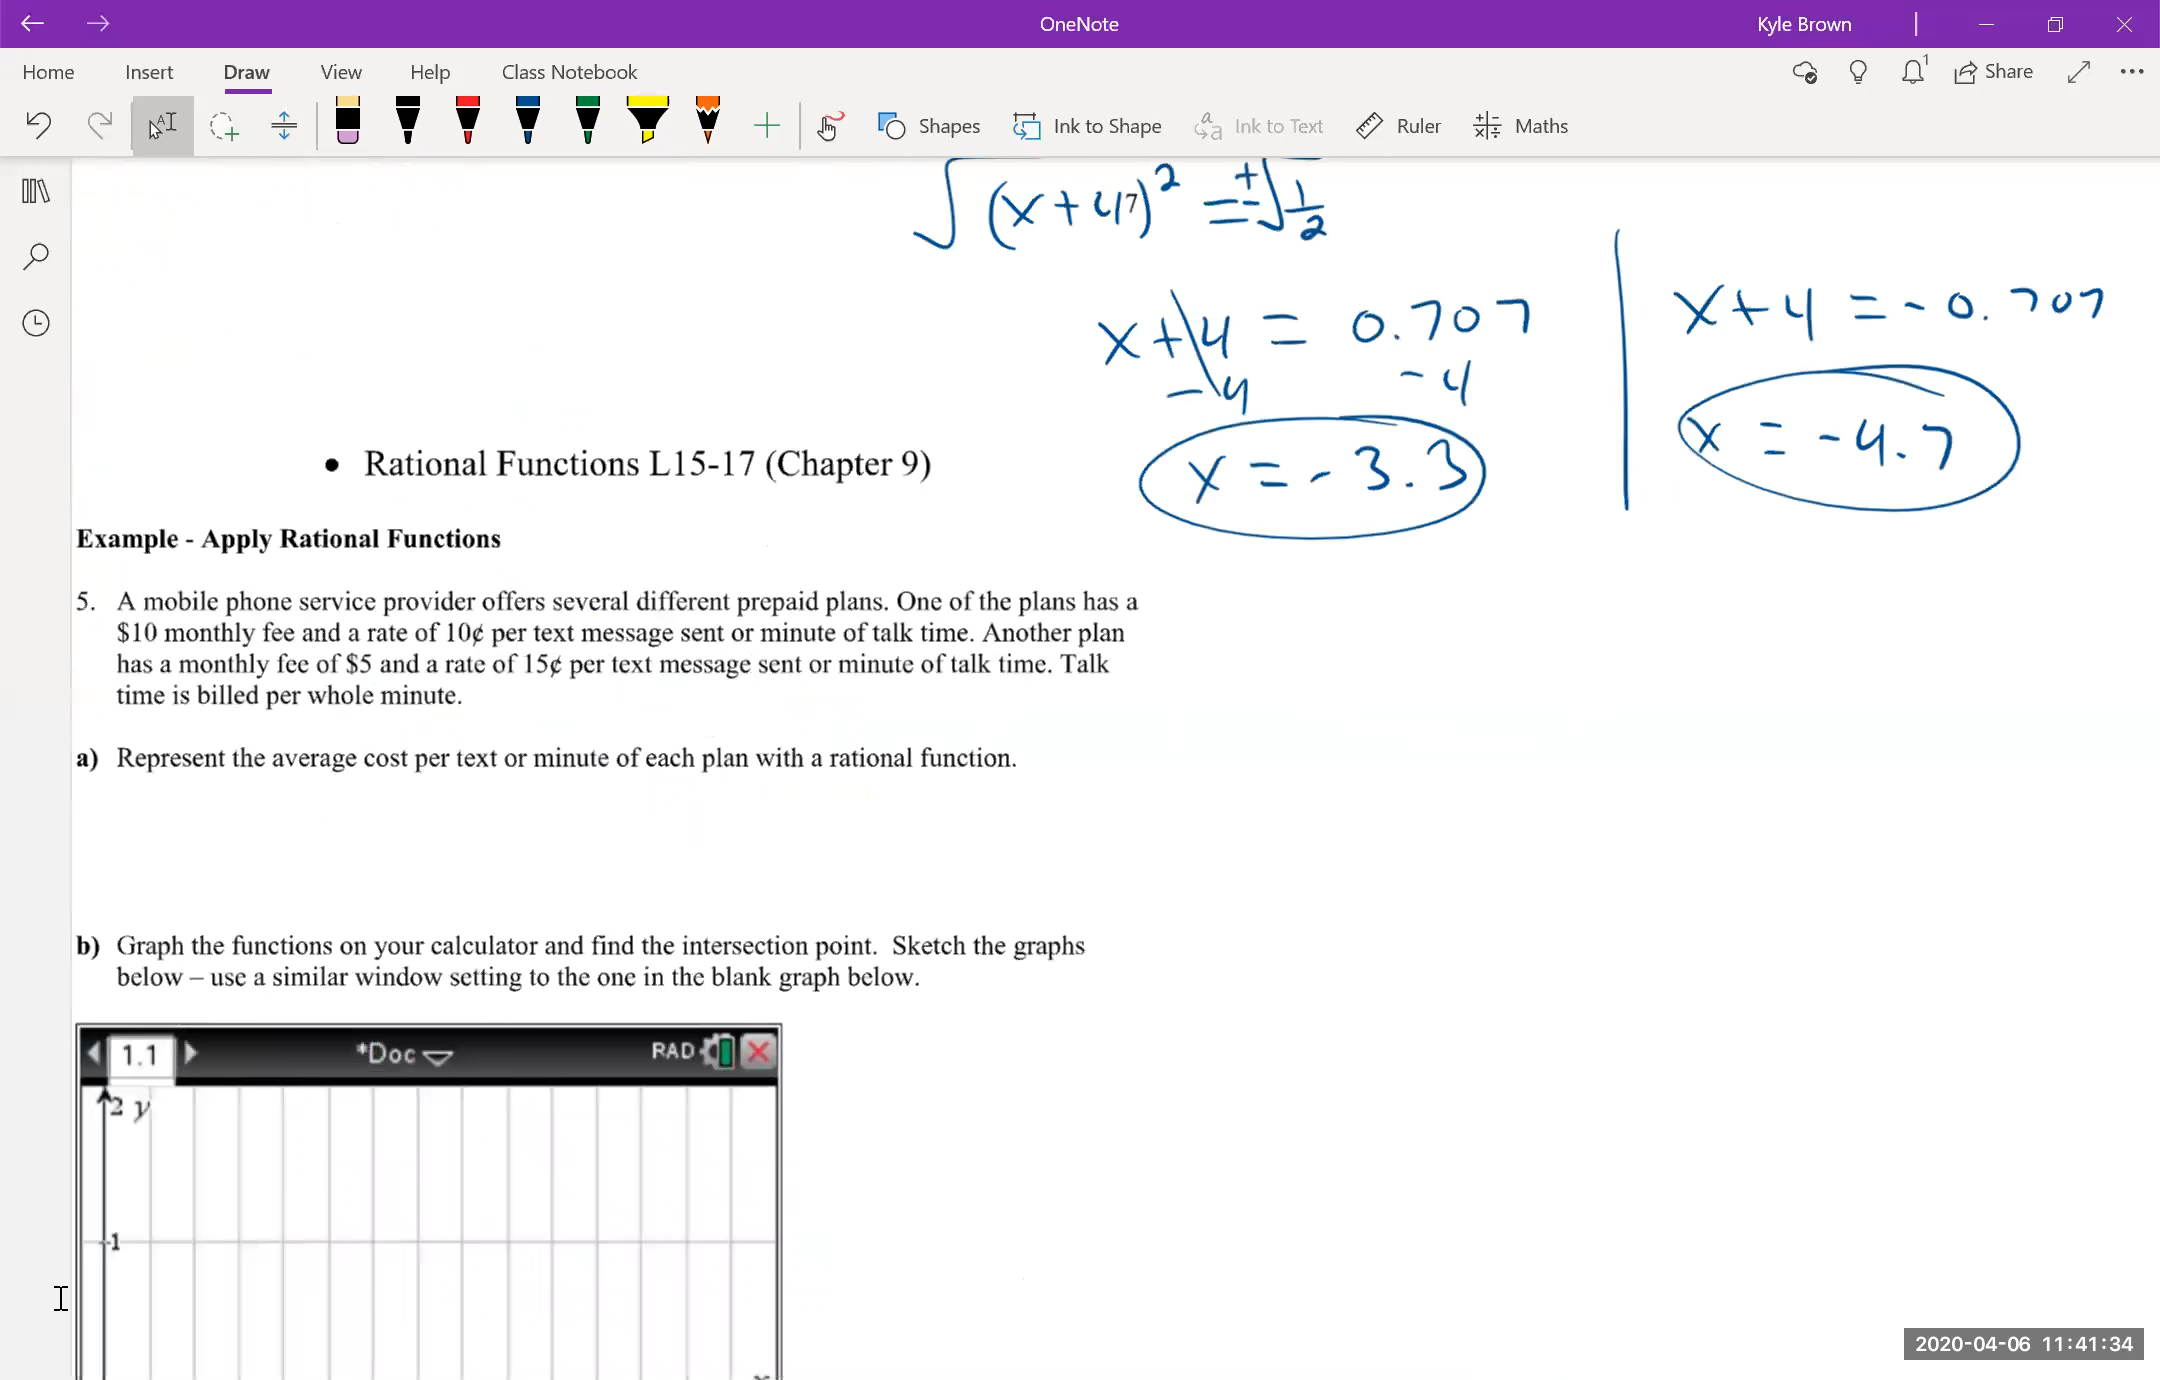 OneNote
Kyle Brown
Home Insert Draw View Help Class Notebook
1
Share
Shapes Ink to Shape Ink to Text Ruler Maths
√(x+4)² = ±√1/2
x+4 = 0.707
-4 -4
x = -3.3
x+4 = -0.707
x = -4.7
• Rational Functions L15-17 (Chapter 9)
Example - Apply Rational Functions
5. A mobile phone service provider offers several different prepaid plans. One of the plans has a
$10 monthly fee and a rate of 10¢ per text message sent or minute of talk time. Another plan
has a monthly fee of $5 and a rate of 15¢ per text message sent or minute of talk time. Talk
time is billed per whole minute.
a) Represent the average cost per text or minute of each plan with a rational function.
b) Graph the functions on your calculator and find the intersection point. Sketch the graphs
below – use a similar window setting to the one in the blank graph below.
1.1 *Doc RAD
2 y
1
2020-04-06 11:41:34